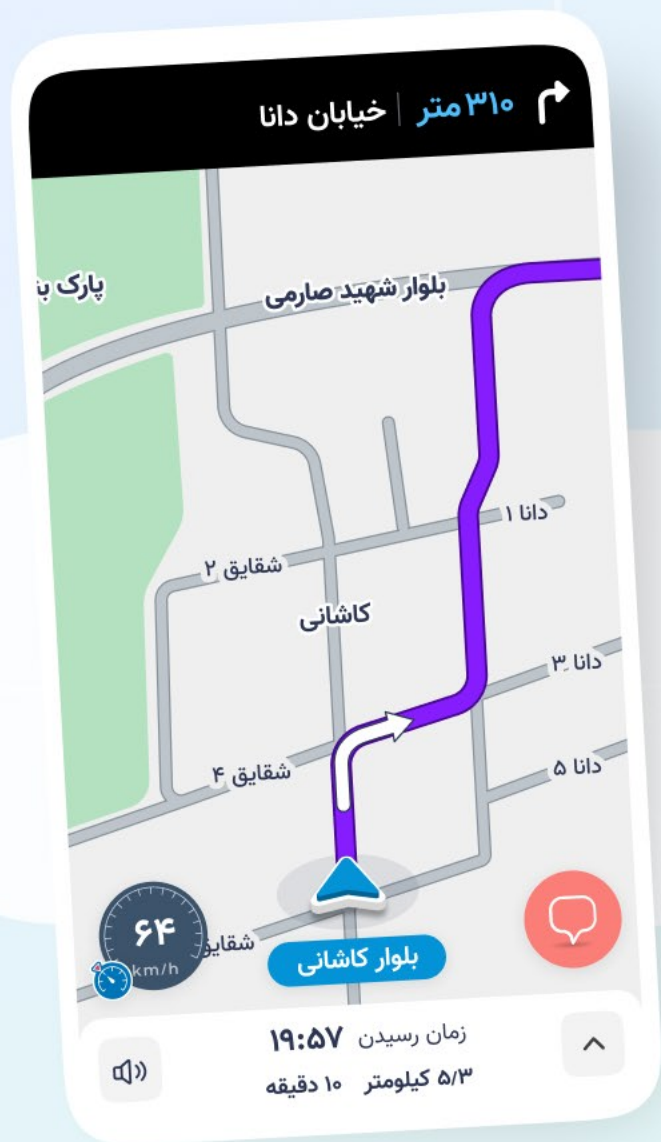 ۳۱۰ متر | خیابان دانا
پارک
بلوار شهید صارمی
دانا ۱
شقایق ۲
کاشانی
دانا ۳
شقایق ۴
دانا ۵
۶۴
km/h
شقایق
بلوار کاشانی
زمان رسیدن ۱۹:۵۷
۵/۳ کیلومتر ۱۰ دقیقه